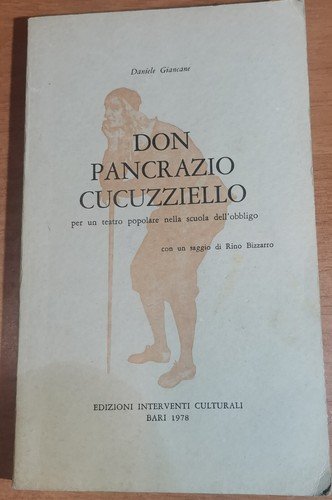 Daniele Giancane
DON
PANCRAZIO
CUCUZZIELLO
per un teatro popolare nella scuola dell'obbligo
con un saggio di Rino Bizzarro
EDIZIONI INTERVENTI CULTURALI
BARI 1978